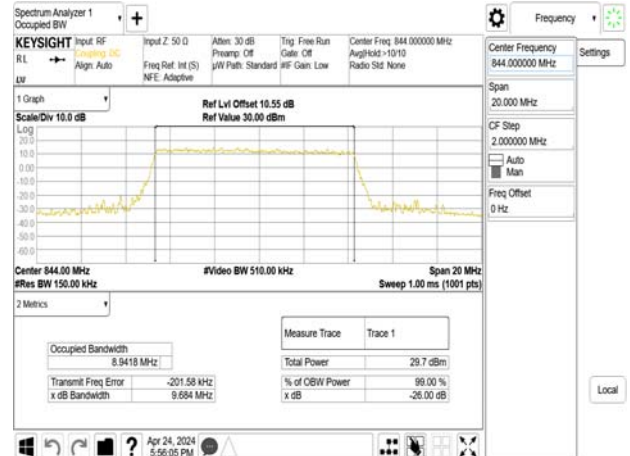 Spectrum Analyzer 1
Occupied BW
+
Frequency
KEYSIGHT
RL
Input: RF
Coupling: DC
Align: Auto
Input Z: 50 Ω
Freq Ref: Int (S)
NFE: Adaptive
Atten: 30 dB
Preamp: Off
µW Path: Standard
Trig: Free Run
Gate: Off
#IF Gain: Low
Center Freq: 844.000000 MHz
Avg|Hold:>10/10
Radio Std: None
Center Frequency
844.000000 MHz
Settings
Span
20.000 MHz
CF Step
2.000000 MHz
Auto
Man
Freq Offset
0 Hz
Local
1 Graph
Scale/Div 10.0 dB
Ref Lvl Offset 10.55 dB
Ref Value 30.00 dBm
Log
20.0
10.0
0.00
-10.0
-20.0
-30.0
-40.0
-50.0
-60.0
Center 844.00 MHz
#Res BW 150.00 kHz
#Video BW 510.00 kHz
Span 20 MHz
Sweep 1.00 ms (1001 pts)
2 Metrics
Occupied Bandwidth
8.9418 MHz
Transmit Freq Error -201.58 kHz
x dB Bandwidth 9.684 MHz
Measure Trace Trace 1
Total Power 29.7 dBm
% of OBW Power 99.00 %
x dB -26.00 dB
?
Apr 24, 2024
5:56:05 PM